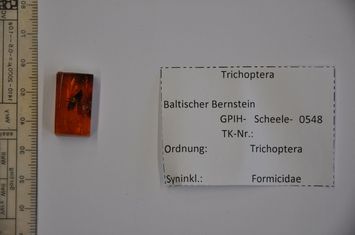 Trichoptera
Baltischer Bernstein
GPIH- Scheele- 0548
TK-Nr.:
Ordnung: Trichoptera
Syninkl.: Formicidae